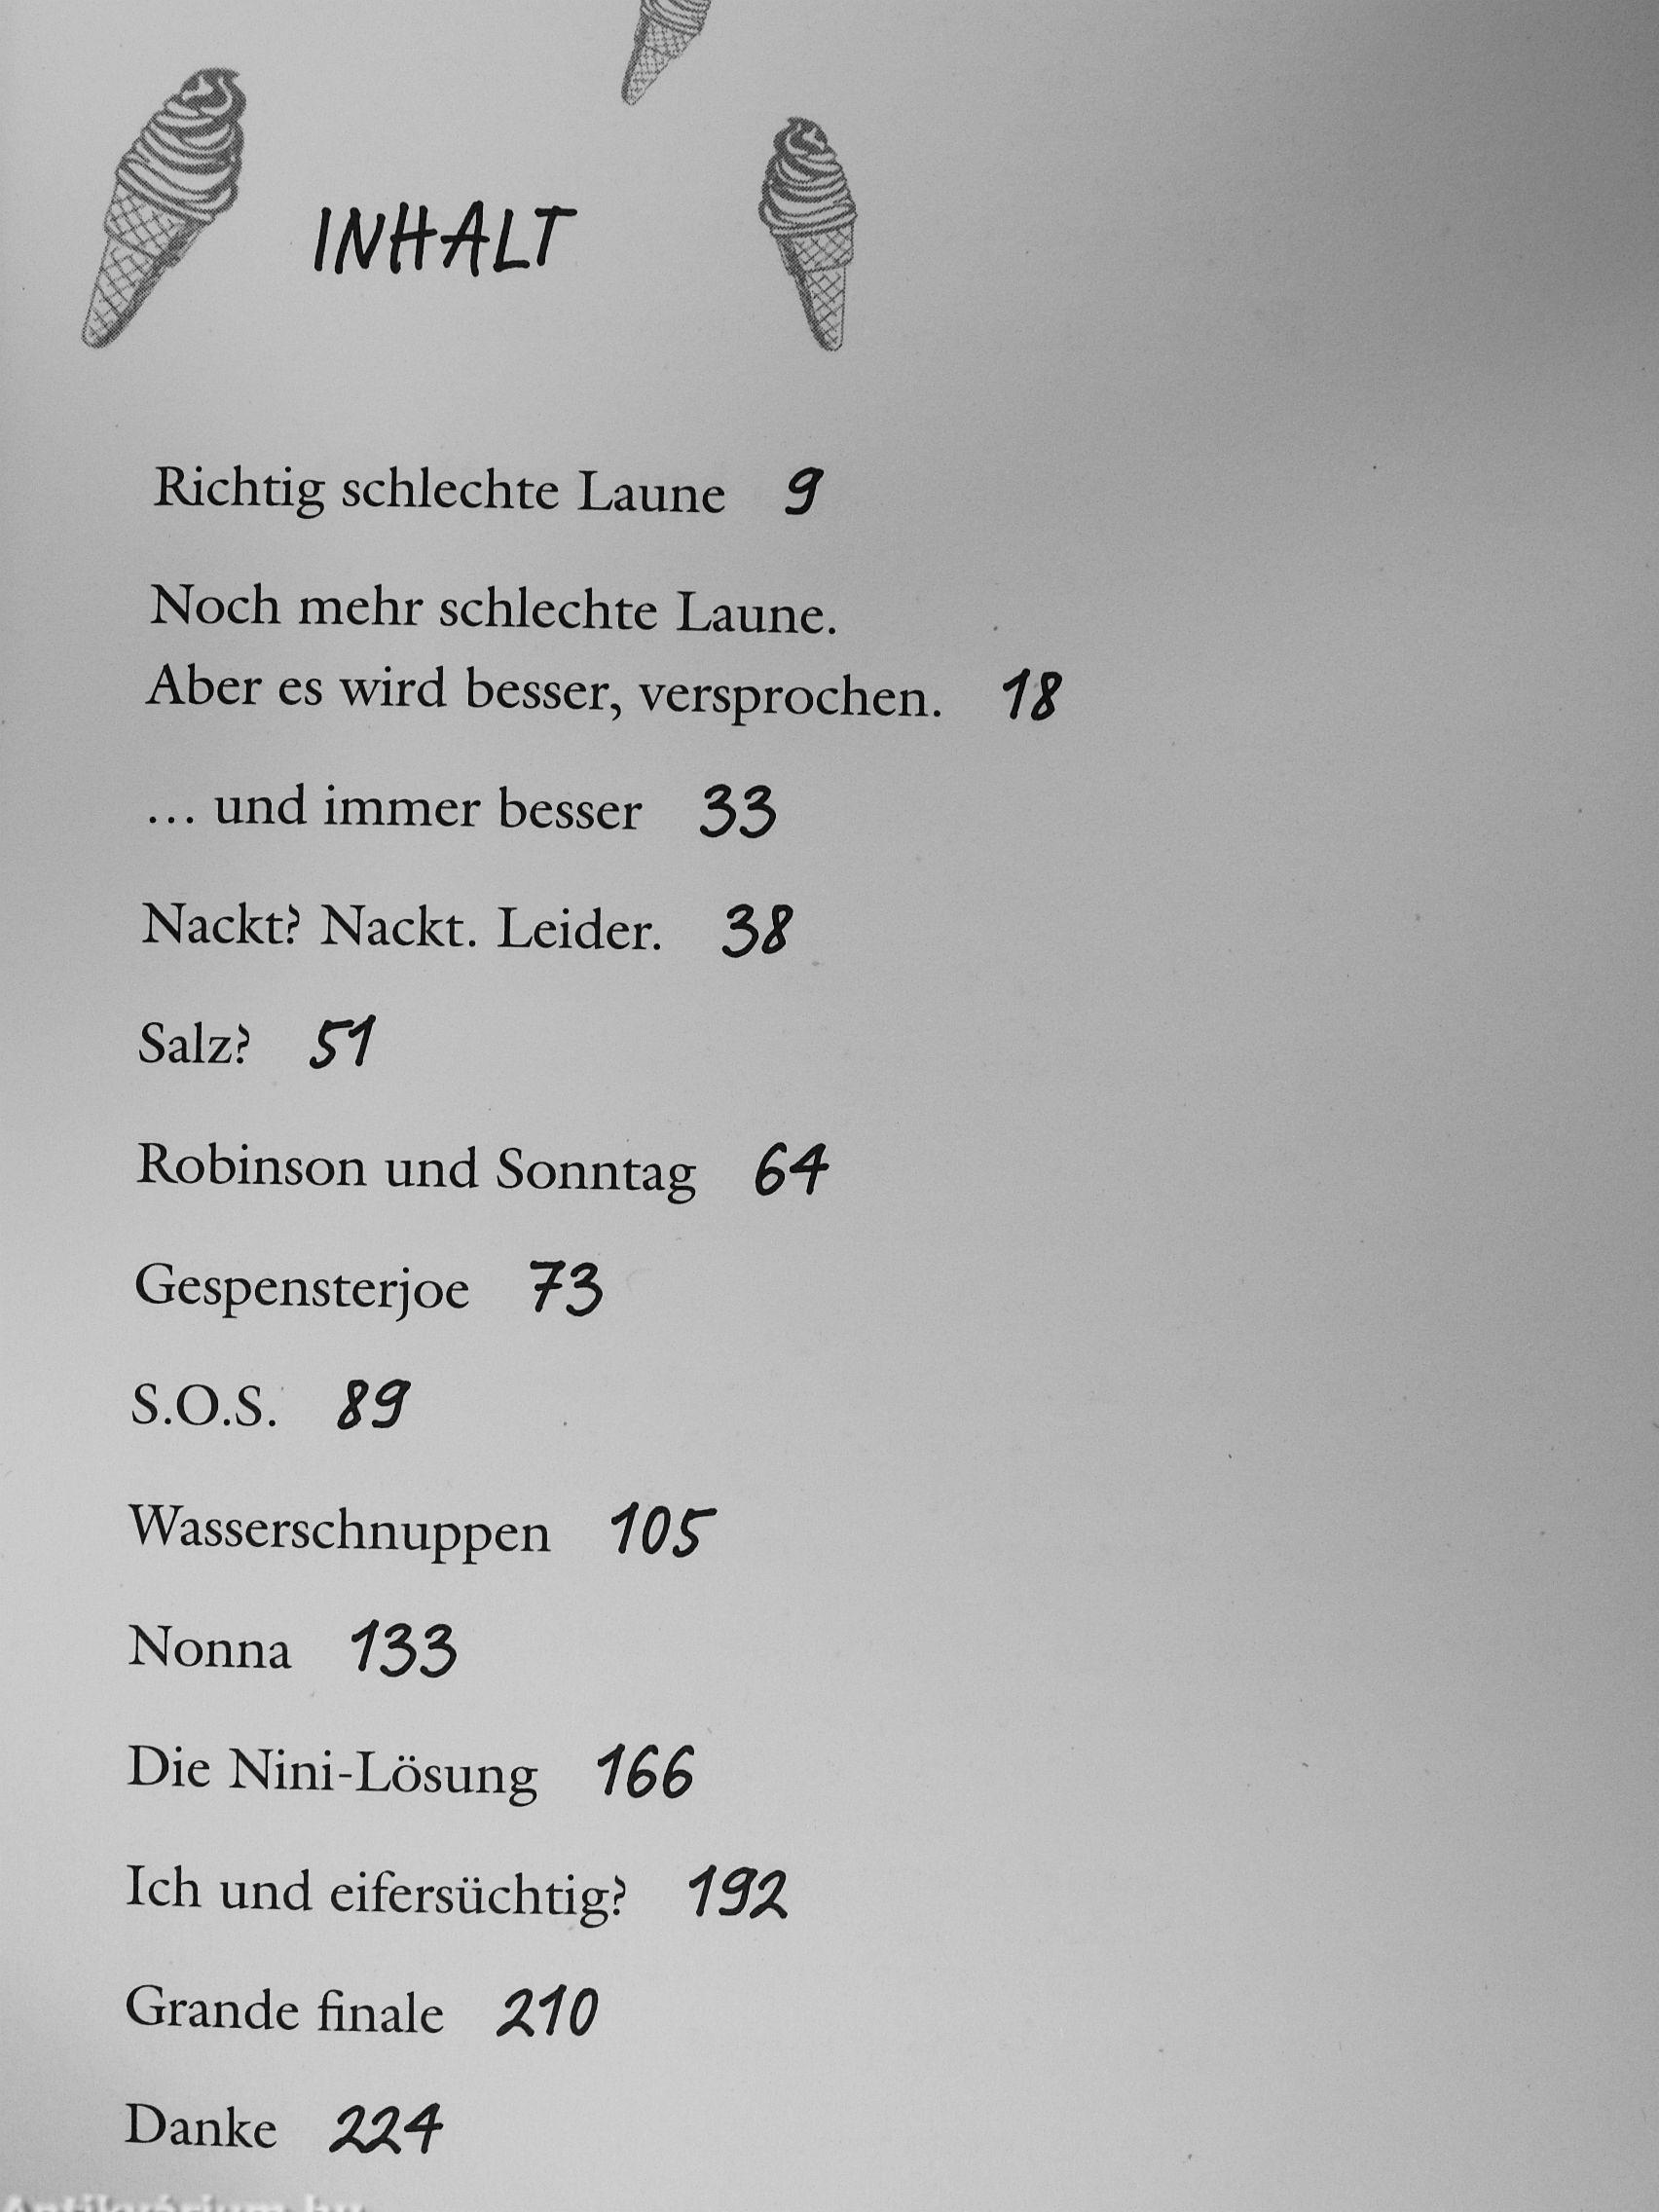 INHALT
Richtig schlechte Laune 9
Noch mehr schlechte Laune.
Aber es wird besser, versprochen. 18
… und immer besser 33
Nackt? Nackt. Leider. 38
Salz? 51
Robinson und Sonntag 64
Gespensterjoe 73
S.O.S. 89
Wasserschnuppen 105
Nonna 133
Die Nini-Lösung 166
Ich und eifersüchtig? 192
Grande finale 210
Danke 224